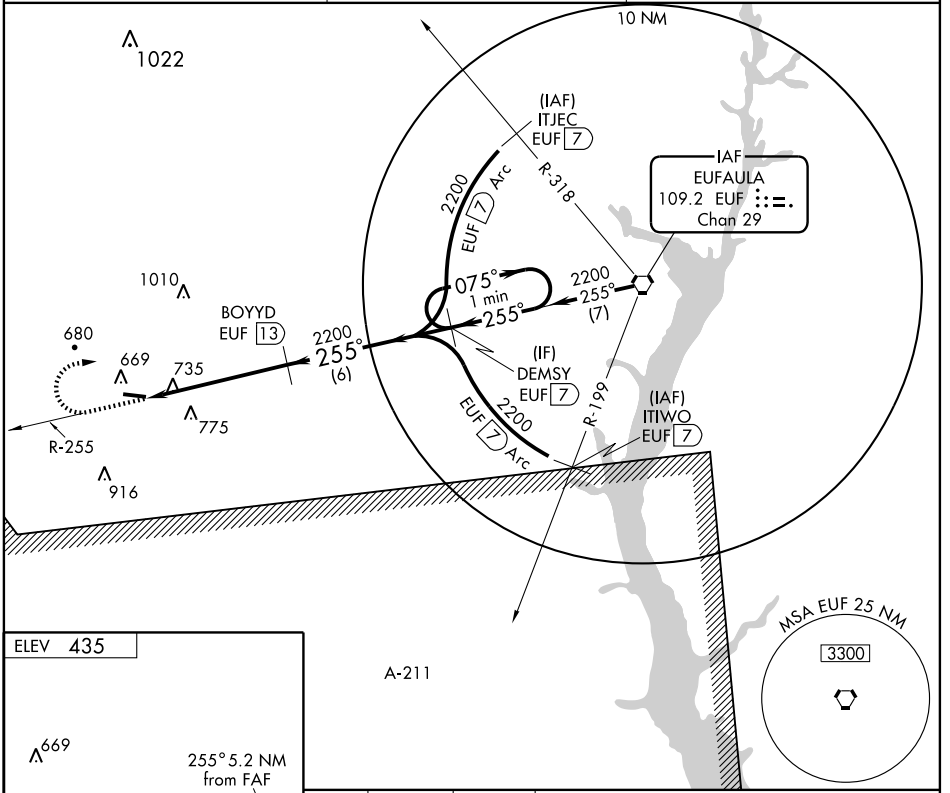 10 NM
1022
(IAF)
ITJEC
EUF 7
R-318
2200
EUF 7 Arc
IAF
EUFAULA
109.2 EUF
Chan 29
1010
BOYYD
EUF 13
075°
1 min
255°
2200
255°
(7)
2200
255°
(6)
680
669
735
775
R-255
916
(IF)
DEMSY
EUF 7
R-199
(IAF)
ITIWO
EUF 7
2200
EUF 7 Arc
MSA EUF 25 NM
3300
ELEV 435
A-211
669
255° 5.2 NM
from FAF